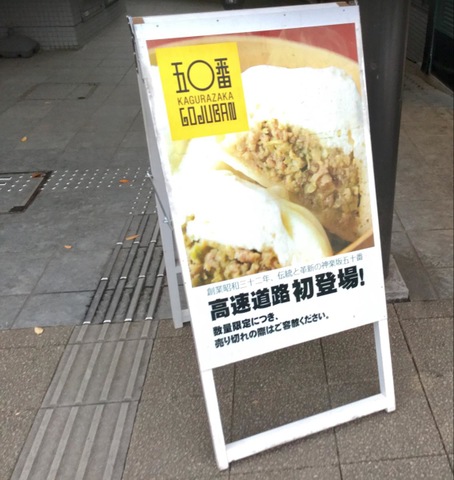 五〇番
KAGURAZAKA
GOJUBAN
創業昭和三十二年、伝統と革新の神楽坂五十番
高速道路初登場!
数量限定につき、
売り切れの際はご容赦ください。